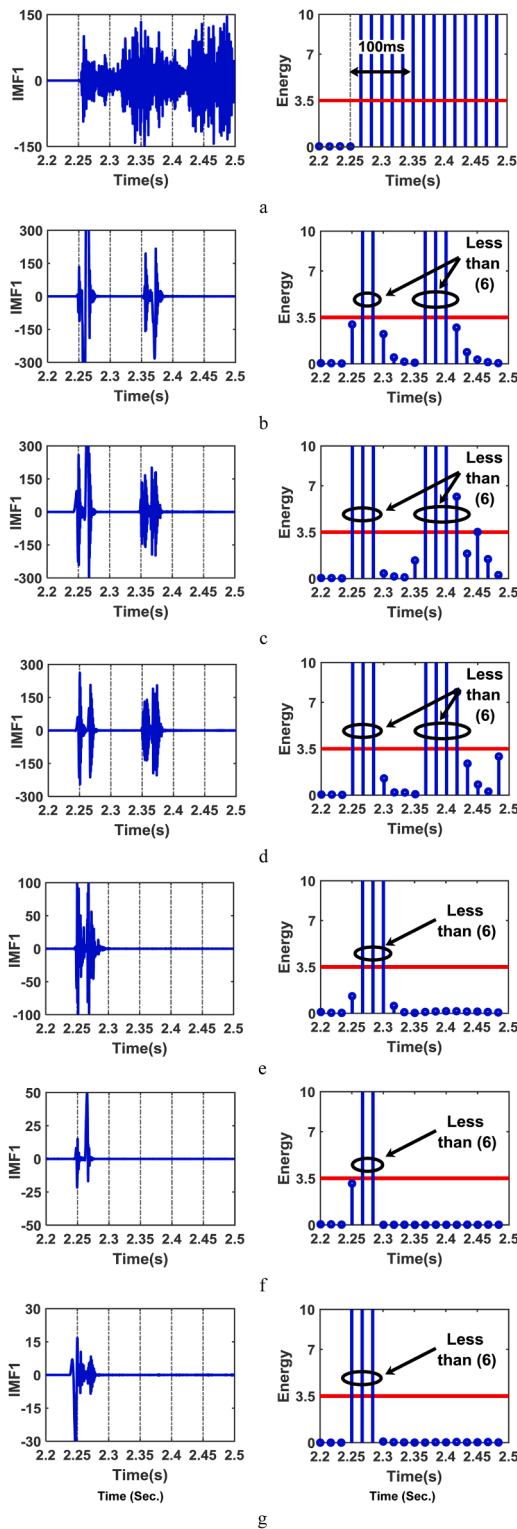 150
0
-150
IMF1
2.2 2.25 2.3 2.35 2.4 2.45 2.5
Time(s)
10
7
3.5
0
Energy
100ms
2.2 2.25 2.3 2.35 2.4 2.45 2.5
Time(s)
a
300
150
0
-150
-300
IMF1
2.2 2.25 2.3 2.35 2.4 2.45 2.5
Time(s)
10
7
3.5
0
Energy
Less
than
(6)
2.2 2.25 2.3 2.35 2.4 2.45 2.5
Time(s)
b
300
150
0
-150
-300
IMF1
2.2 2.25 2.3 2.35 2.4 2.45 2.5
Time(s)
10
7
3.5
0
Energy
Less
than
(6)
2.2 2.25 2.3 2.35 2.4 2.45 2.5
Time(s)
c
300
150
0
-150
-300
IMF1
2.2 2.25 2.3 2.35 2.4 2.45 2.5
Time(s)
10
7
3.5
0
Energy
Less
than
(6)
2.2 2.25 2.3 2.35 2.4 2.45 2.5
Time(s)
d
100
50
0
-50
-100
IMF1
2.2 2.25 2.3 2.35 2.4 2.45 2.5
Time(s)
10
7
3.5
0
Energy
Less
than (6)
2.2 2.25 2.3 2.35 2.4 2.45 2.5
Time(s)
e
50
25
0
-25
-50
IMF1
2.2 2.25 2.3 2.35 2.4 2.45 2.5
Time(s)
10
7
3.5
0
Energy
Less
than (6)
2.2 2.25 2.3 2.35 2.4 2.45 2.5
Time(s)
f
30
15
0
-15
-30
IMF1
2.2 2.25 2.3 2.35 2.4 2.45 2.5
Time(s)
Time (Sec.)
10
7
3.5
0
Energy
Less
than (6)
2.2 2.25 2.3 2.35 2.4 2.45 2.5
Time(s)
Time (Sec.)
g